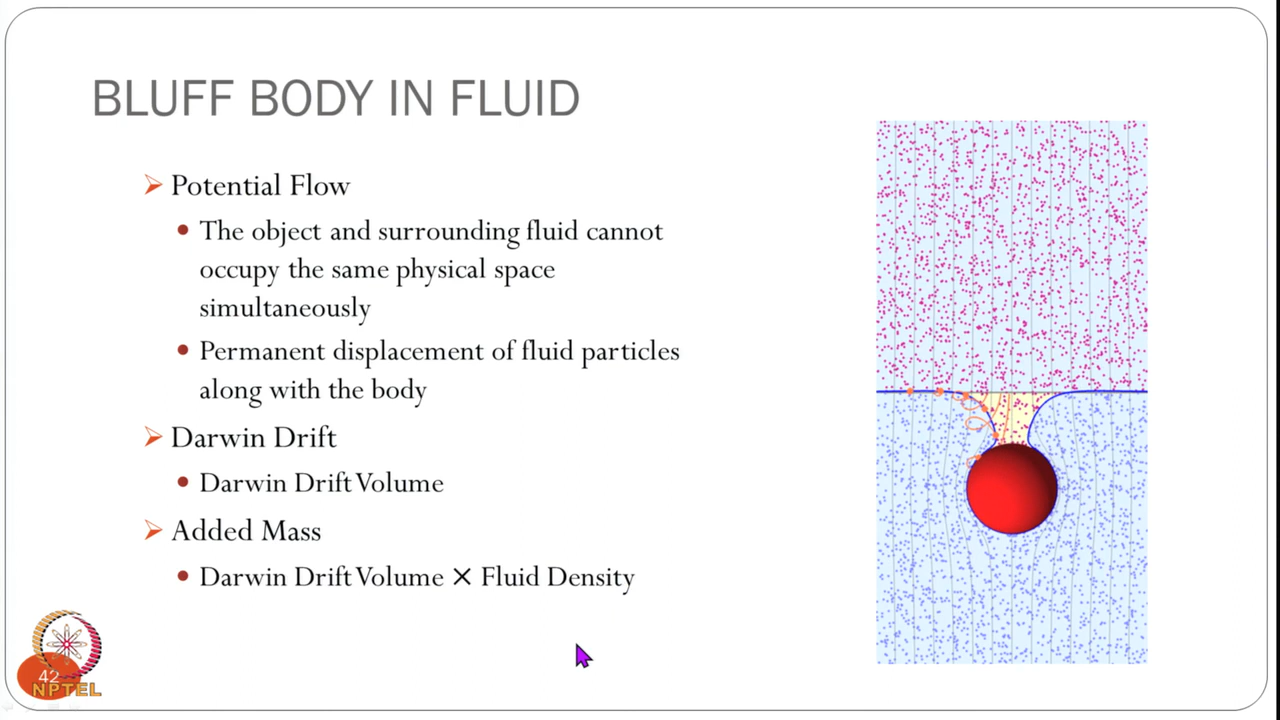 BLUFF BODY IN FLUID
Potential Flow
The object and surrounding fluid cannot
occupy the same physical space
simultaneously
Permanent displacement of fluid particles
along with the body
Darwin Drift
Darwin Drift Volume
Added Mass
Darwin Drift Volume × Fluid Density
42
NPTEL